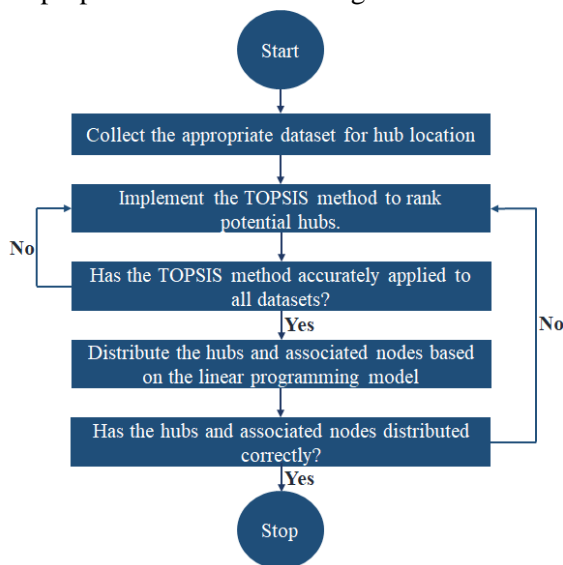 Start
Collect the appropriate dataset for hub location
Implement the TOPSIS method to rank
potential hubs.
No
Has the TOPSIS method accurately applied to
all datasets?
Yes
No
Distribute the hubs and associated nodes based
on the linear programming model
Has the hubs and associated nodes distributed
correctly?
Yes
Stop